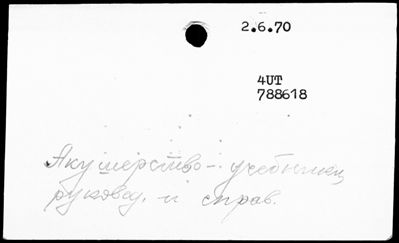 2.6.70
4UT
788618
Акушерство – учебники,
руковод. и справ.